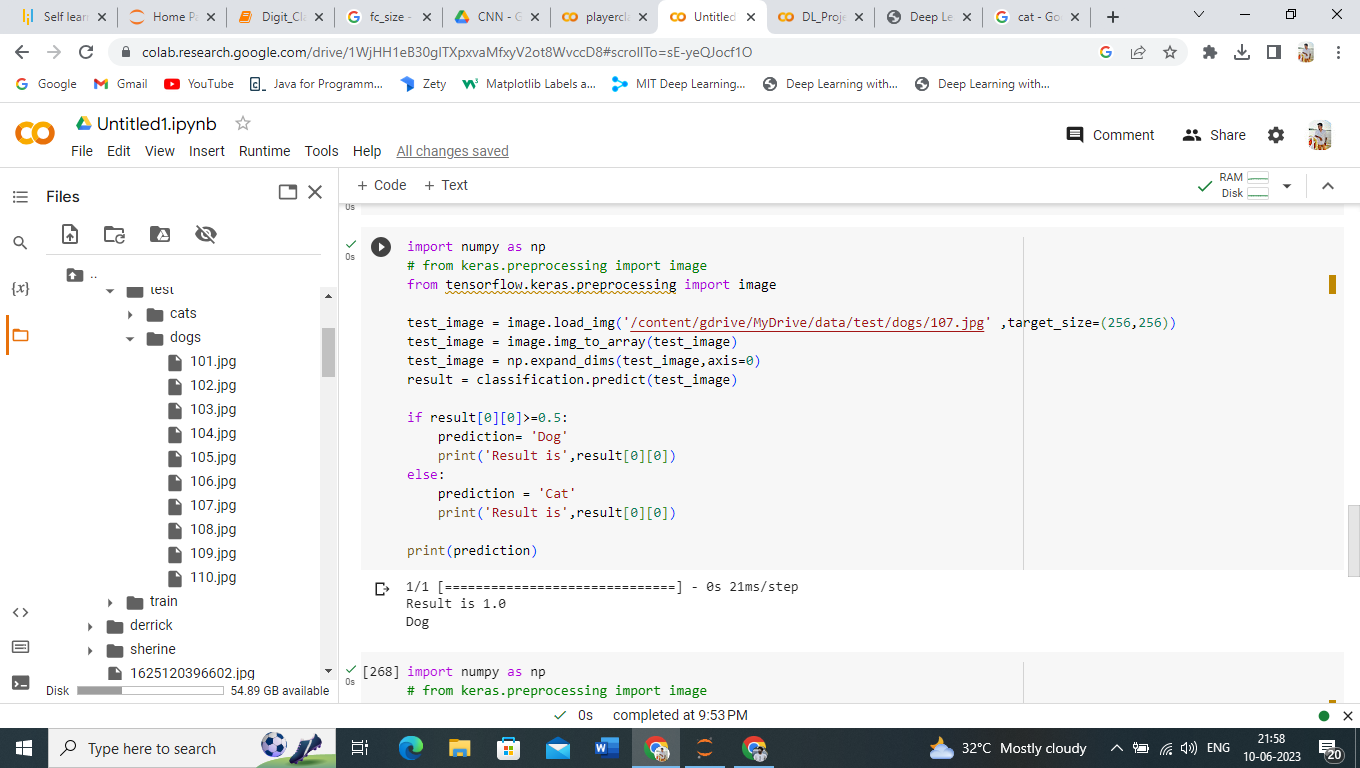 Self learn
Home Pa
Digit_Cla
fc_size -
CNN - G
playercla
Untitled
DL_Proje
Deep Le
cat - Go
colab.research.google.com/drive/1WjHH1eB30glTXpxvaMfxyV2ot8WvccD8#scrollTo=sE-yeQJocf1O
Google
Gmail
YouTube
Java for Programm...
Zety
Matplotlib Labels a...
MIT Deep Learning...
Deep Learning with...
Deep Learning with...
Untitled1.ipynb
File Edit View Insert Runtime Tools Help All changes saved
Comment
Share
Files
+ Code + Text
RAM
Disk
..
test
cats
dogs
101.jpg
102.jpg
103.jpg
104.jpg
105.jpg
106.jpg
107.jpg
108.jpg
109.jpg
110.jpg
train
derrick
sherine
1625120396602.jpg
Disk 54.89 GB available
{x}
<>
0s
0s
import numpy as np
# from keras.preprocessing import image
from tensorflow.keras.preprocessing import image
test_image = image.load_img('/content/gdrive/MyDrive/data/test/dogs/107.jpg' ,target_size=(256,256))
test_image = image.img_to_array(test_image)
test_image = np.expand_dims(test_image,axis=0)
result = classification.predict(test_image)
if result[0][0]>=0.5:
prediction= 'Dog'
print('Result is',result[0][0])
else:
prediction = 'Cat'
print('Result is',result[0][0])
print(prediction)
1/1 [==============================] - 0s 21ms/step
Result is 1.0
Dog
0s
[268] import numpy as np
# from keras.preprocessing import image
0s completed at 9:53 PM
Type here to search
32°C Mostly cloudy
ENG
21:58
10-06-2023
20